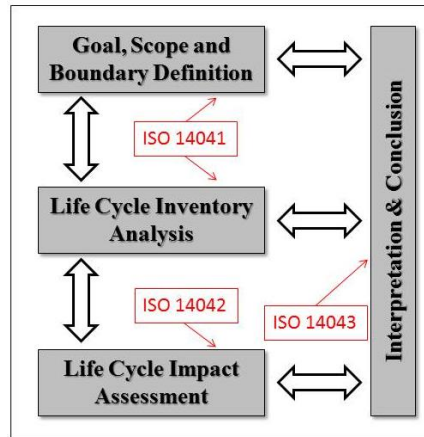 Goal, Scope and
Boundary Definition
ISO 14041
Life Cycle Inventory
Analysis
ISO 14042
ISO 14043
Life Cycle Impact
Assessment
Interpretation & Conclusion